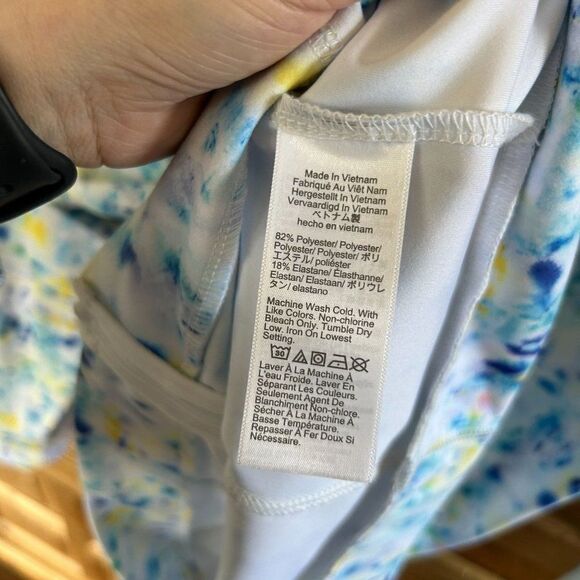 Made In Vietnam
Fabriqué Au Viêt Nam
Hergestellt In Vietnam
Vervaardigd In Vietnam
ベトナム製
hecho en vietnam
82% Polyester/ Polyester/
Polyester/ Polyester/ ポリ
エステル/ poliéster
18% Elastane/ Élasthanne/
Elastan/ Elastaan/ ポリウレ
タン/ elastano
Machine Wash Cold. With
Like Colors. Non-chlorine
Bleach Only. Tumble Dry
Low. Iron On Lowest
Setting.
30
Laver À La Machine À
L'eau Froide. Laver En
Séparant Les Couleurs.
Seulement Agent De
Blanchiment Non-chlore.
Sécher À La Machine À
Basse Température.
Repasser À Fer Doux Si
Nécessaire.